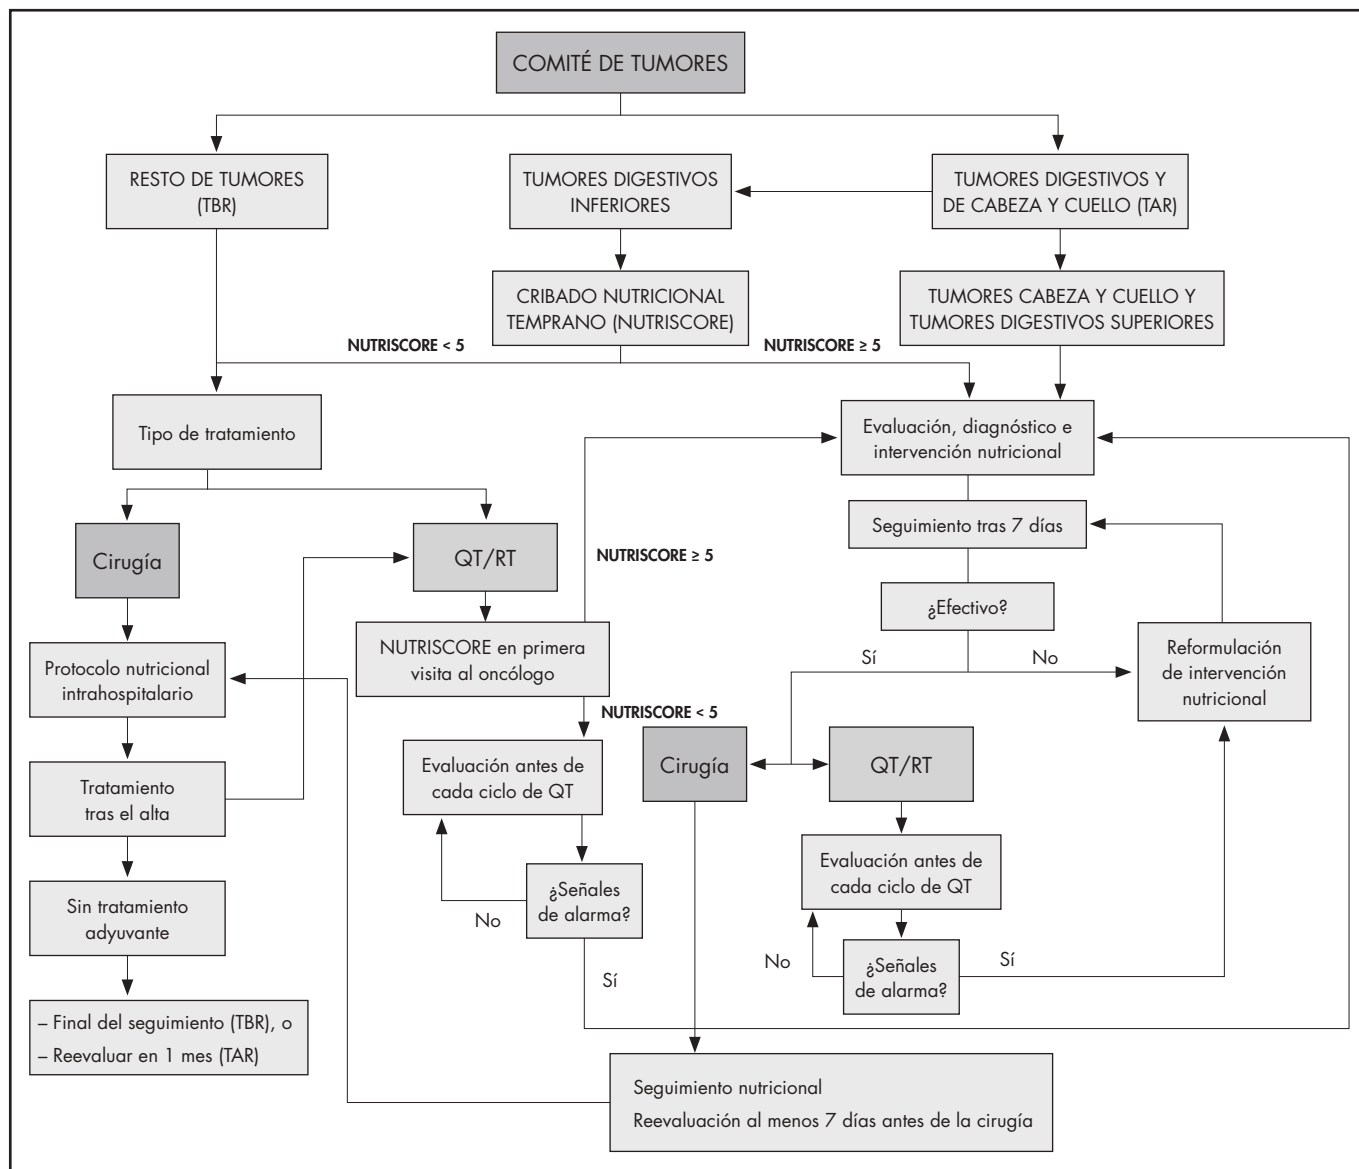 COMITÉ DE TUMORES
RESTO DE TUMORES
(TBR)
TUMORES DIGESTIVOS
INFERIORES
TUMORES DIGESTIVOS Y
DE CABEZA Y CUELLO (TAR)
CRIBADO NUTRICIONAL
TEMPRANO (NUTRISCORE)
TUMORES CABEZA Y CUELLO Y
TUMORES DIGESTIVOS SUPERIORES
NUTRISCORE < 5
NUTRISCORE ≥ 5
Tipo de tratamiento
Evaluación, diagnóstico e
intervención nutricional
Cirugía
QT/RT
NUTRISCORE ≥ 5
Seguimiento tras 7 días
¿Efectivo?
Sí
No
Reformulación
de intervención
nutricional
Protocolo nutricional
intrahospitalario
NUTRISCORE en primera
visita al oncólogo
NUTRISCORE < 5
Tratamiento
tras el alta
Evaluación antes de
cada ciclo de QT
Cirugía
QT/RT
Sin tratamiento
adyuvante
¿Señales
de alarma?
No
Sí
Evaluación antes de
cada ciclo de QT
¿Señales
de alarma?
No
Sí
– Final del seguimiento (TBR), o
– Reevaluar en 1 mes (TAR)
Seguimiento nutricional
Reevaluación al menos 7 días antes de la cirugía